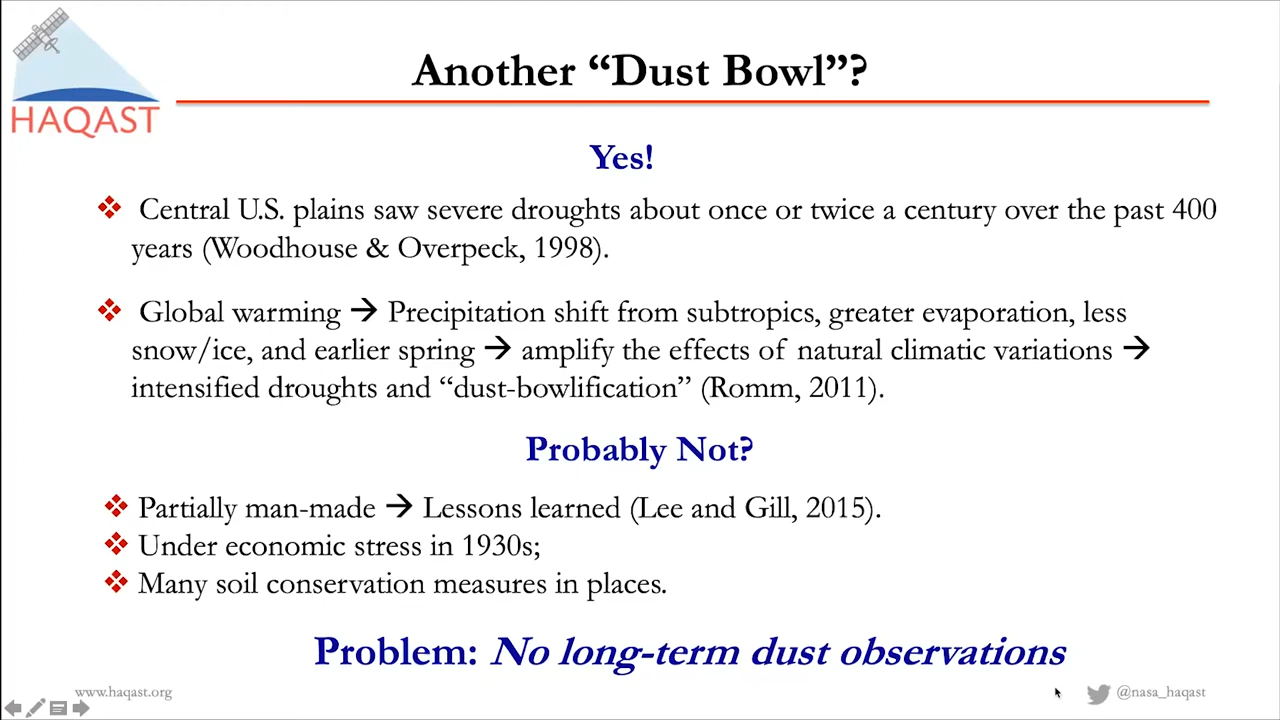 HAQAST
Another “Dust Bowl”?
Yes!
Central U.S. plains saw severe droughts about once or twice a century over the past 400
years (Woodhouse & Overpeck, 1998).
Global warming → Precipitation shift from subtropics, greater evaporation, less
snow/ice, and earlier spring → amplify the effects of natural climatic variations →
intensified droughts and “dust-bowlification” (Romm, 2011).
Probably Not?
Partially man-made → Lessons learned (Lee and Gill, 2015).
Under economic stress in 1930s;
Many soil conservation measures in places.
Problem: No long-term dust observations
www.haqast.org
@nasa_haqast